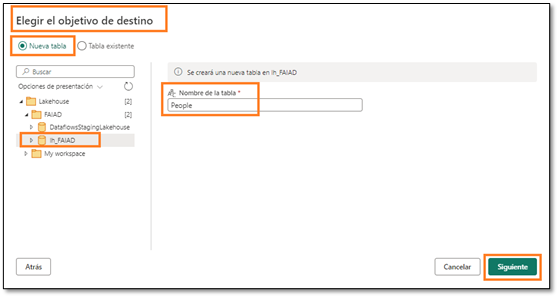 Elegir el objetivo de destino
Nueva tabla
Tabla existente
Buscar
Opciones de presentación
Lakehouse [2]
FAIAD [2]
DataflowsStagingLakehouse
lh_FAIAD
My workspace
Se creará una nueva tabla en lh_FAIAD
Nombre de la tabla *
People
Atrás
Cancelar
Siguiente